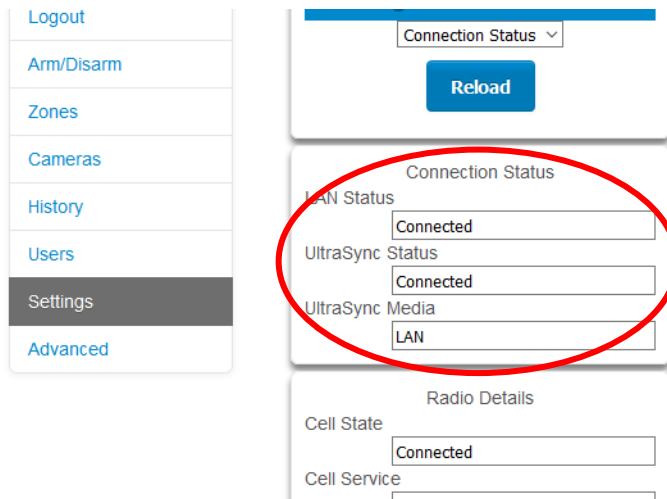 Logout
Arm/Disarm
Zones
Cameras
History
Users
Settings
Advanced
Connection Status
Reload
Connection Status
LAN Status
Connected
UltraSync Status
Connected
UltraSync Media
LAN
Radio Details
Cell State
Connected
Cell Service